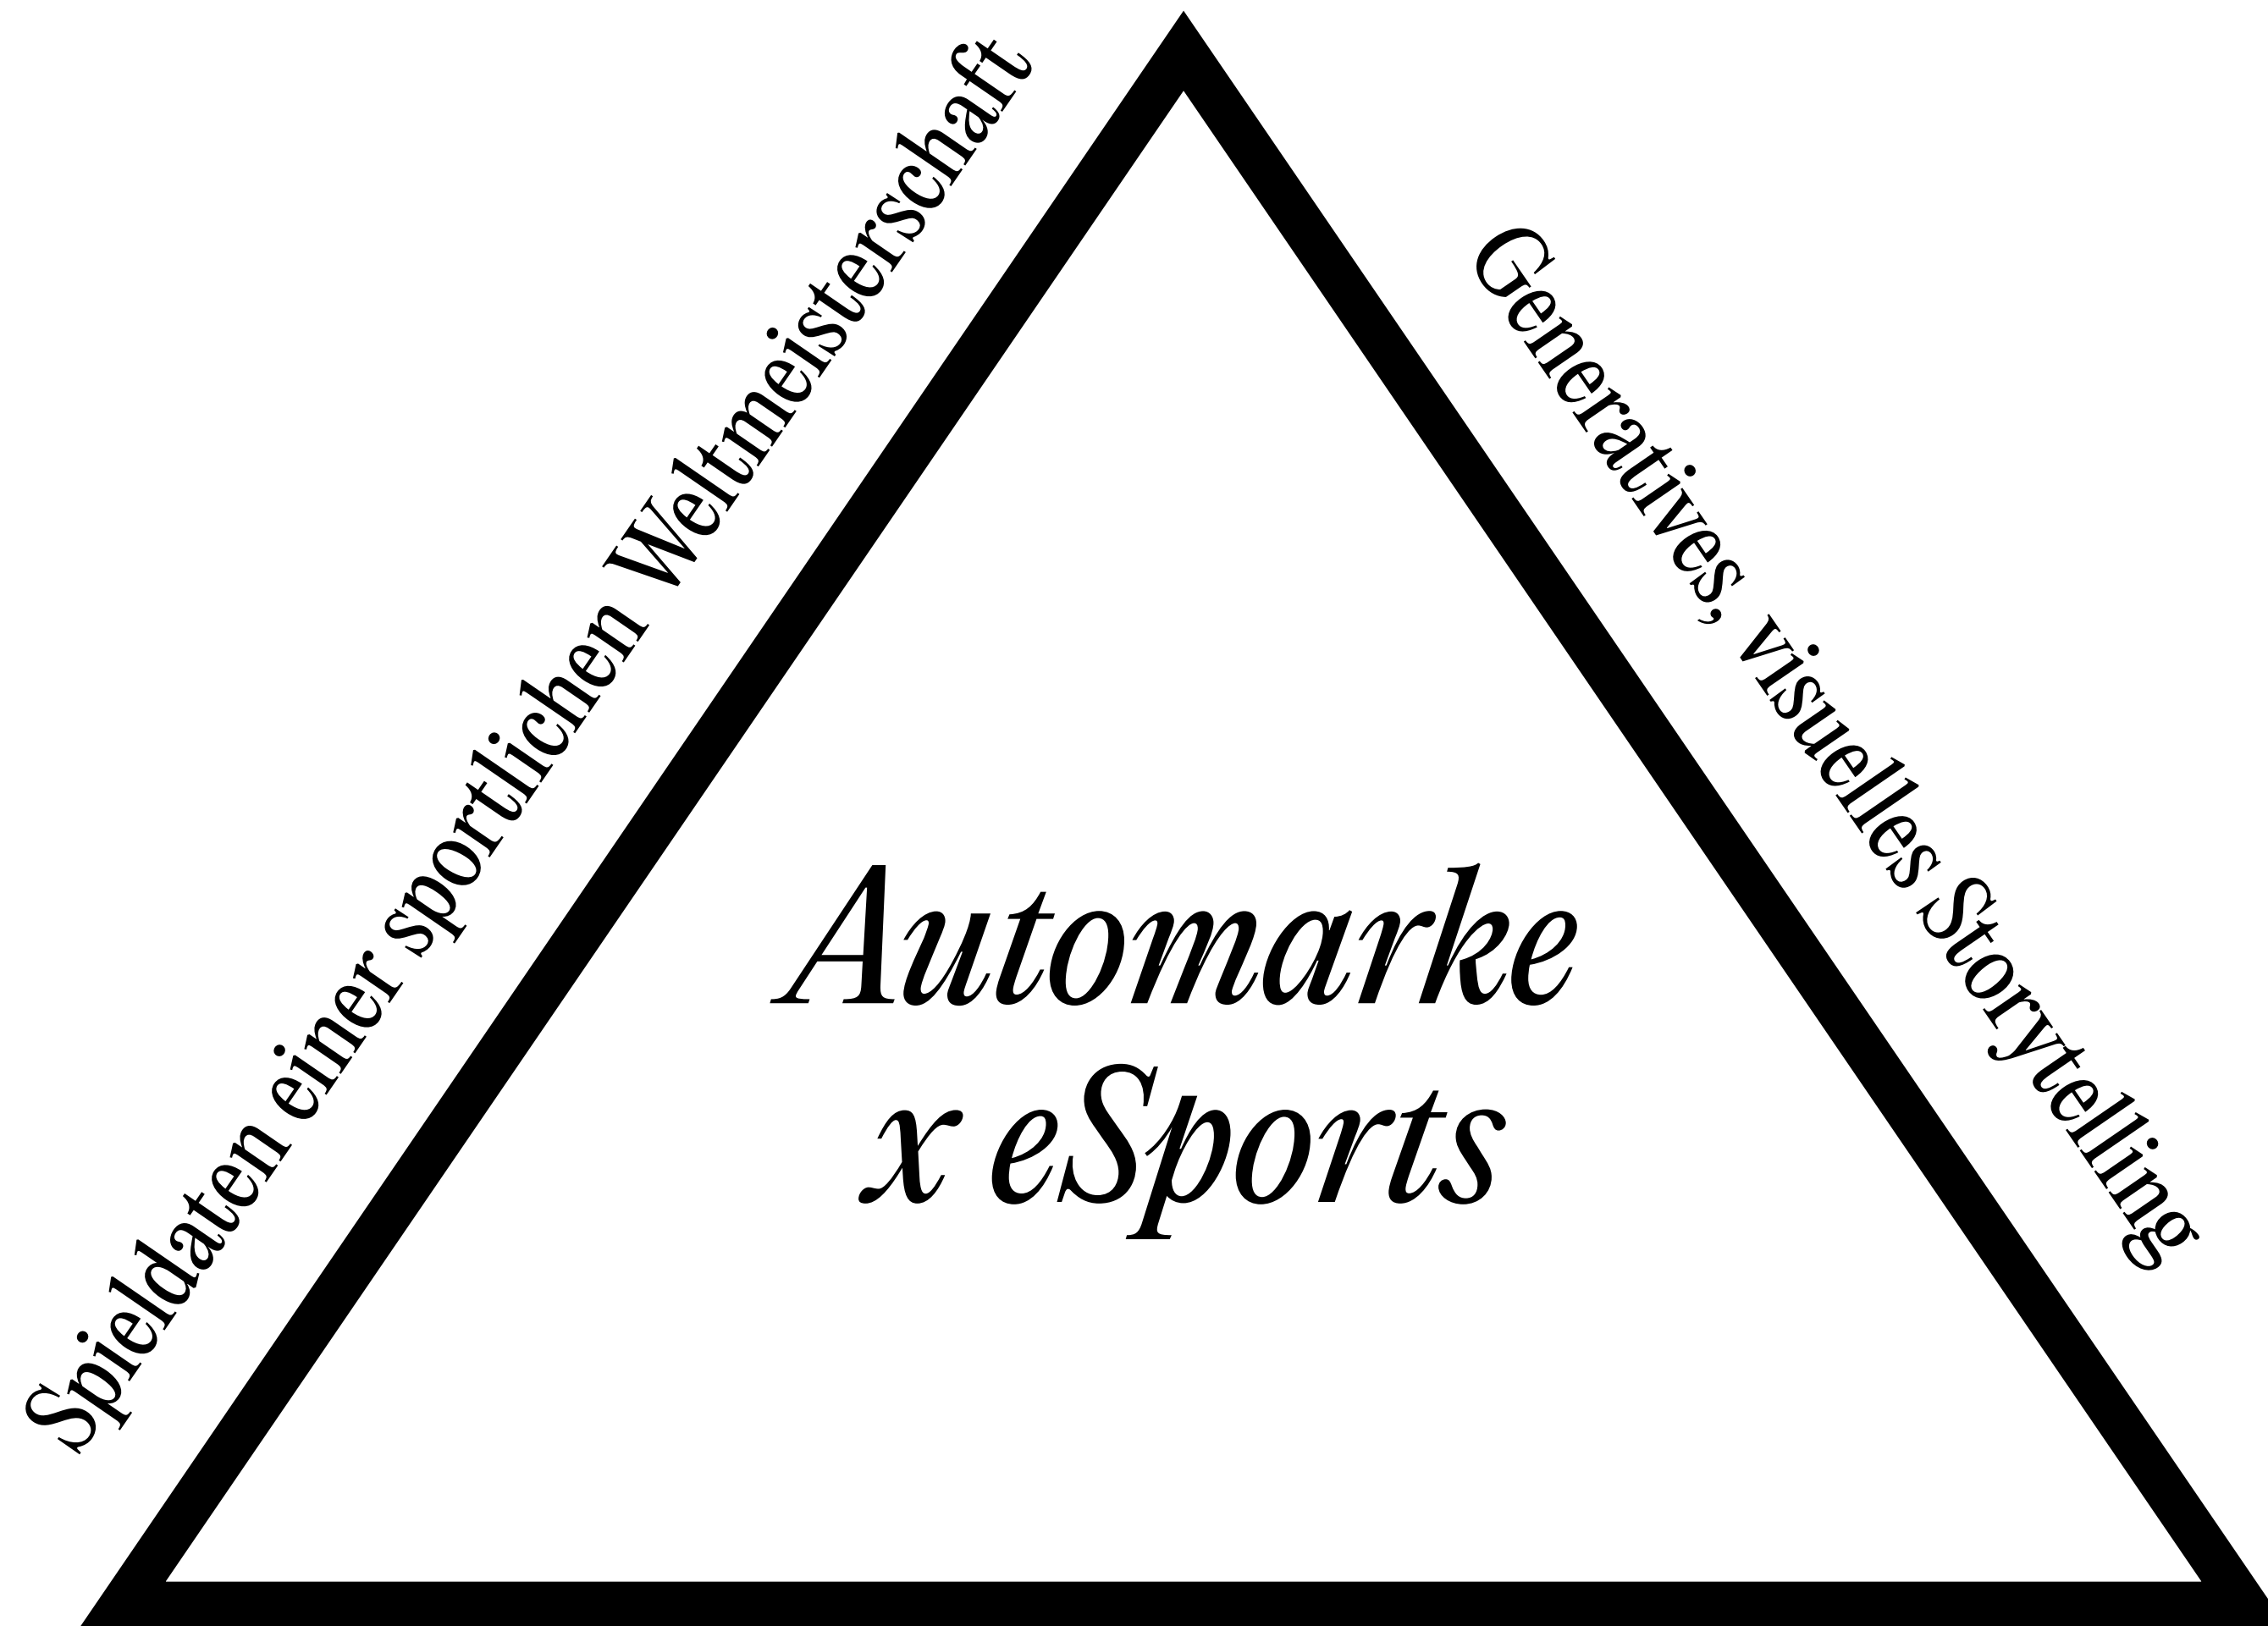 Spieldaten einer sportlichen Weltmeisterschaft
Generatives, visuelles Storytelling
Automarke
x eSports